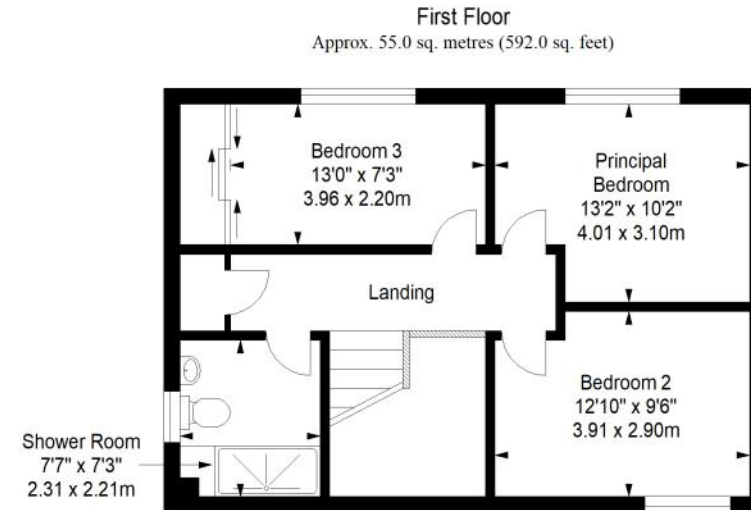 First Floor
Approx. 55.0 sq. metres (592.0 sq. feet)
Bedroom 3
13'0" x 7'3"
3.96 x 2.20m
Principal
Bedroom
13'2" x 10'2"
4.01 x 3.10m
Landing
Bedroom 2
12'10" x 9'6"
3.91 x 2.90m
Shower Room
7'7" x 7'3"
2.31 x 2.21m